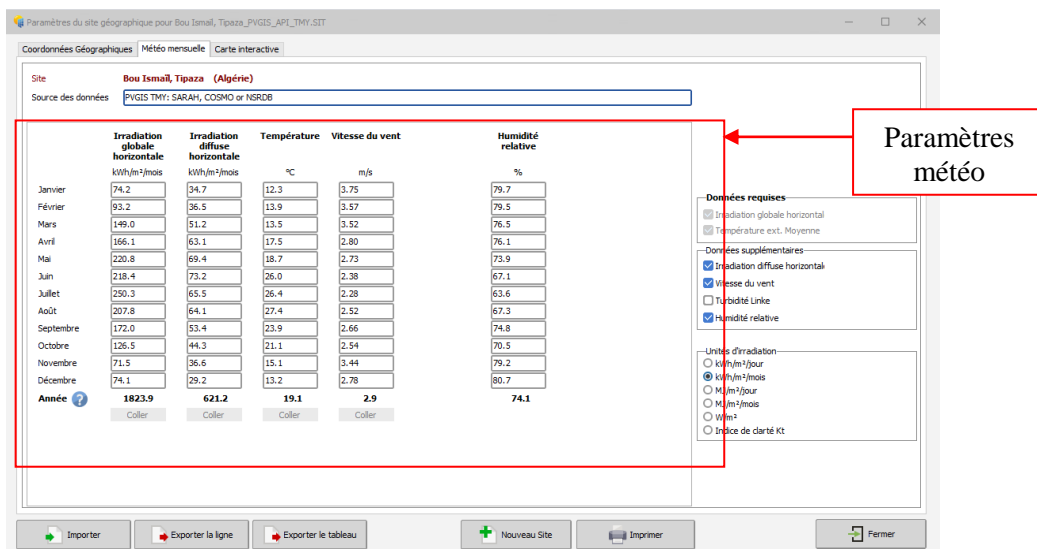 Paramètres du site géographique pour Bou Ismaïl, Tipaza_PVGIS_API_TMY.SIT
Coordonnées Géographiques Météo mensuelle Carte interactive
Site Bou Ismaïl, Tipaza (Algérie)
Source des données PVGIS TMY: SARAH, COSMO or NSRDB
Paramètres
météo
Irradiation globale horizontale Irradiation diffuse horizontale Température Vitesse du vent Humidité relative
kWh/m²/mois kWh/m²/mois °C m/s %
Janvier 74.2 34.7 12.3 3.75 79.7
Février 93.2 36.5 13.9 3.57 79.5
Mars 149.0 51.2 13.5 3.52 76.5
Avril 166.1 63.1 17.5 2.80 76.1
Mai 220.8 69.4 18.7 2.73 73.9
Juin 218.4 73.2 26.0 2.38 67.1
Juillet 250.3 65.5 26.4 2.28 63.6
Août 207.8 64.1 27.4 2.52 67.3
Septembre 172.0 53.4 23.9 2.66 74.8
Octobre 126.5 44.3 21.1 2.54 70.5
Novembre 71.5 36.6 15.1 3.44 79.2
Décembre 74.1 29.2 13.2 2.78 80.7
Année ? 1823.9 621.2 19.1 2.9 74.1
Coller Coller Coller Coller
Données requises
Irradiation globale horizontal
Température ext. Moyenne
Données supplémentaires
Irradiation diffuse horizontale
Vitesse du vent
Turbidité Linke
Humidité relative
Unités d'irradiation
kWh/m²/jour
kWh/m²/mois
MJ/m²/jour
MJ/m²/mois
W/m²
Indice de clarté Kt
Importer Exporter la ligne Exporter le tableau Nouveau Site Imprimer Fermer